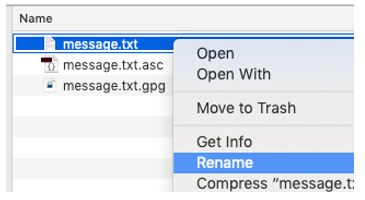 Name
message.txt
message.txt.asc
message.txt.gpg
Open
Open With
Move to Trash
Get Info
Rename
Compress “message.tx